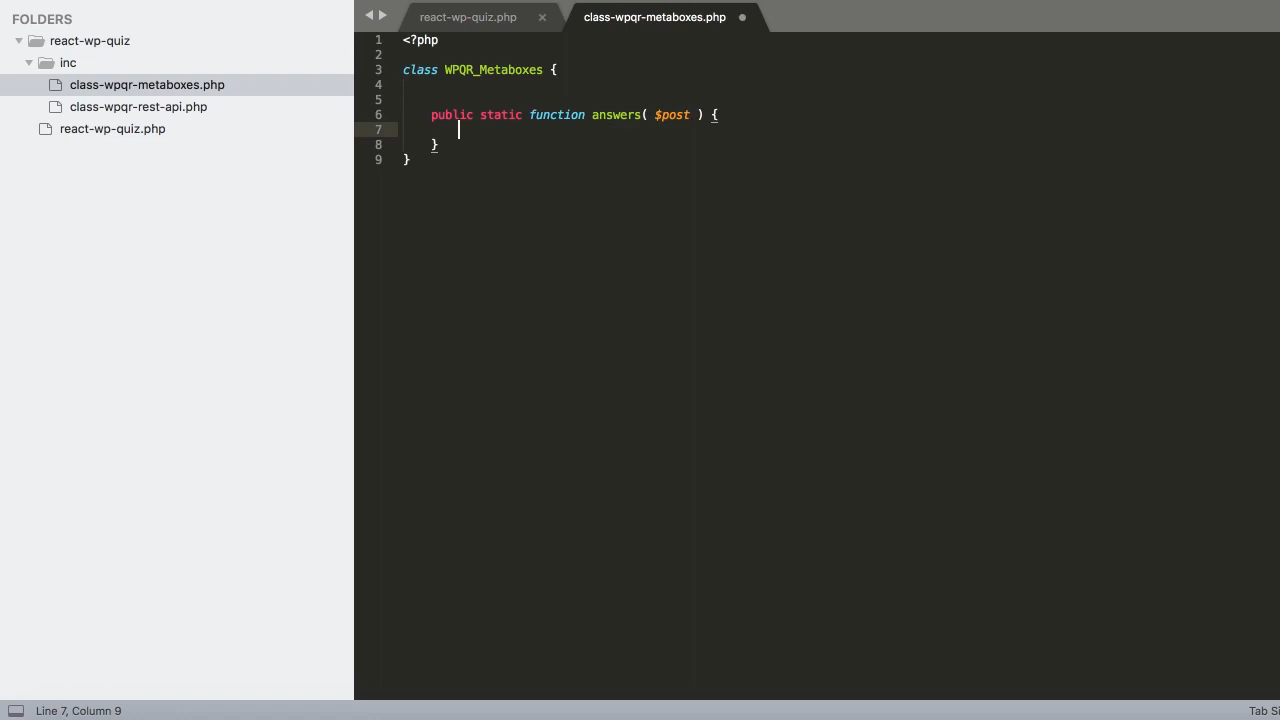 FOLDERS
react-wp-quiz
inc
class-wpqr-metaboxes.php
class-wpqr-rest-api.php
react-wp-quiz.php
react-wp-quiz.php ×
class-wpqr-metaboxes.php
1 <?php
2
3 class WPQR_Metaboxes {
4
5
6 public static function answers( $post ) {
7
8 }
9 }
Line 7, Column 9
Tab Si